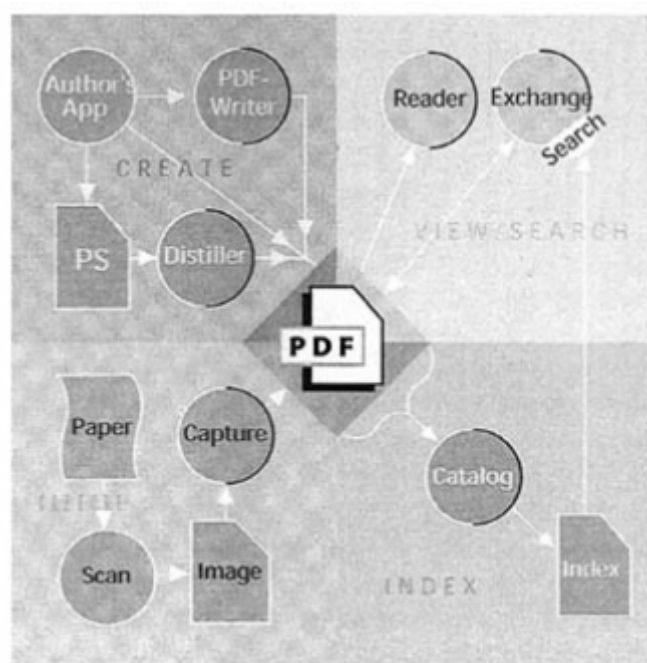 Author's
App
PDF-
Writer
CREATE
PS
Distiller
Reader
Exchange
Search
VIEW/SEARCH
PDF
Paper
Capture
Scan
Image
Catalog
Index
INDEX